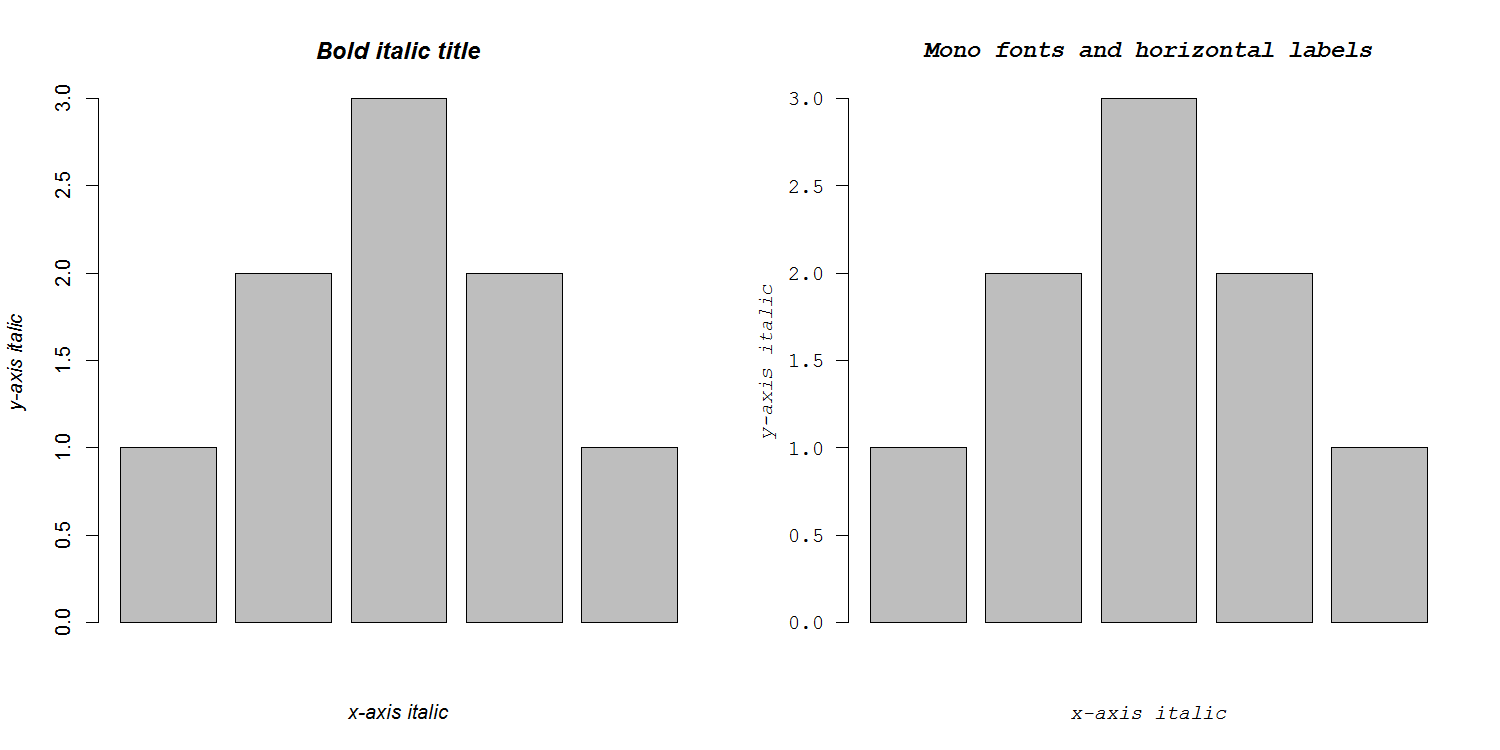 Bold italic title
3.0
2.5
2.0
1.5
1.0
0.5
0.0
y-axis italic
x-axis italic
Mono fonts and horizontal labels
3.0
2.5
2.0
1.5
1.0
0.5
0.0
y-axis italic
x-axis italic